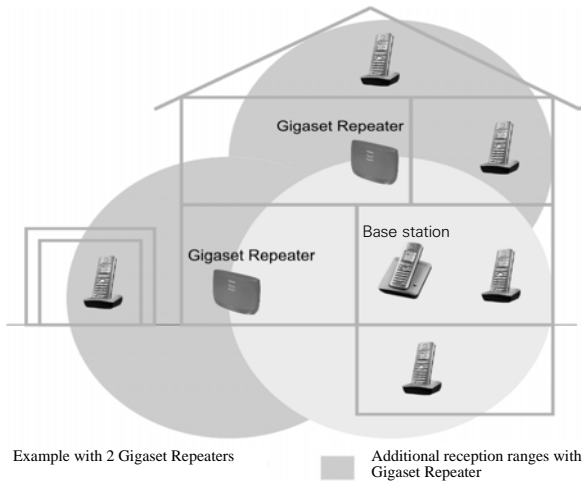 Gigaset Repeater
Base station
Gigaset Repeater
Example with 2 Gigaset Repeaters
Additional reception ranges with
Gigaset Repeater